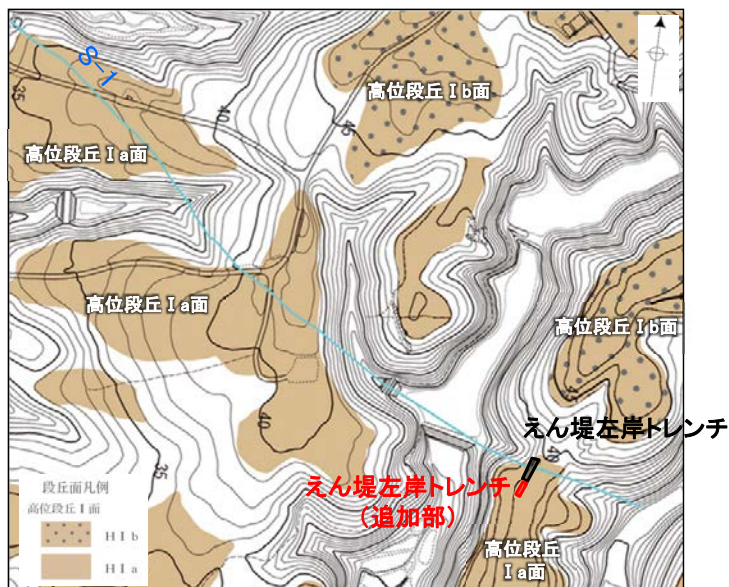 S-1
35
40
45
高位段丘Ⅰb面
高位段丘Ⅰa面
高位段丘Ⅰa面
高位段丘Ⅰb面
えん堤左岸トレンチ
40
40
35
えん堤左岸トレンチ
(追加部)
高位段丘
Ⅰa面
段丘面凡例
高位段丘Ⅰ面
HⅠb
HⅠa